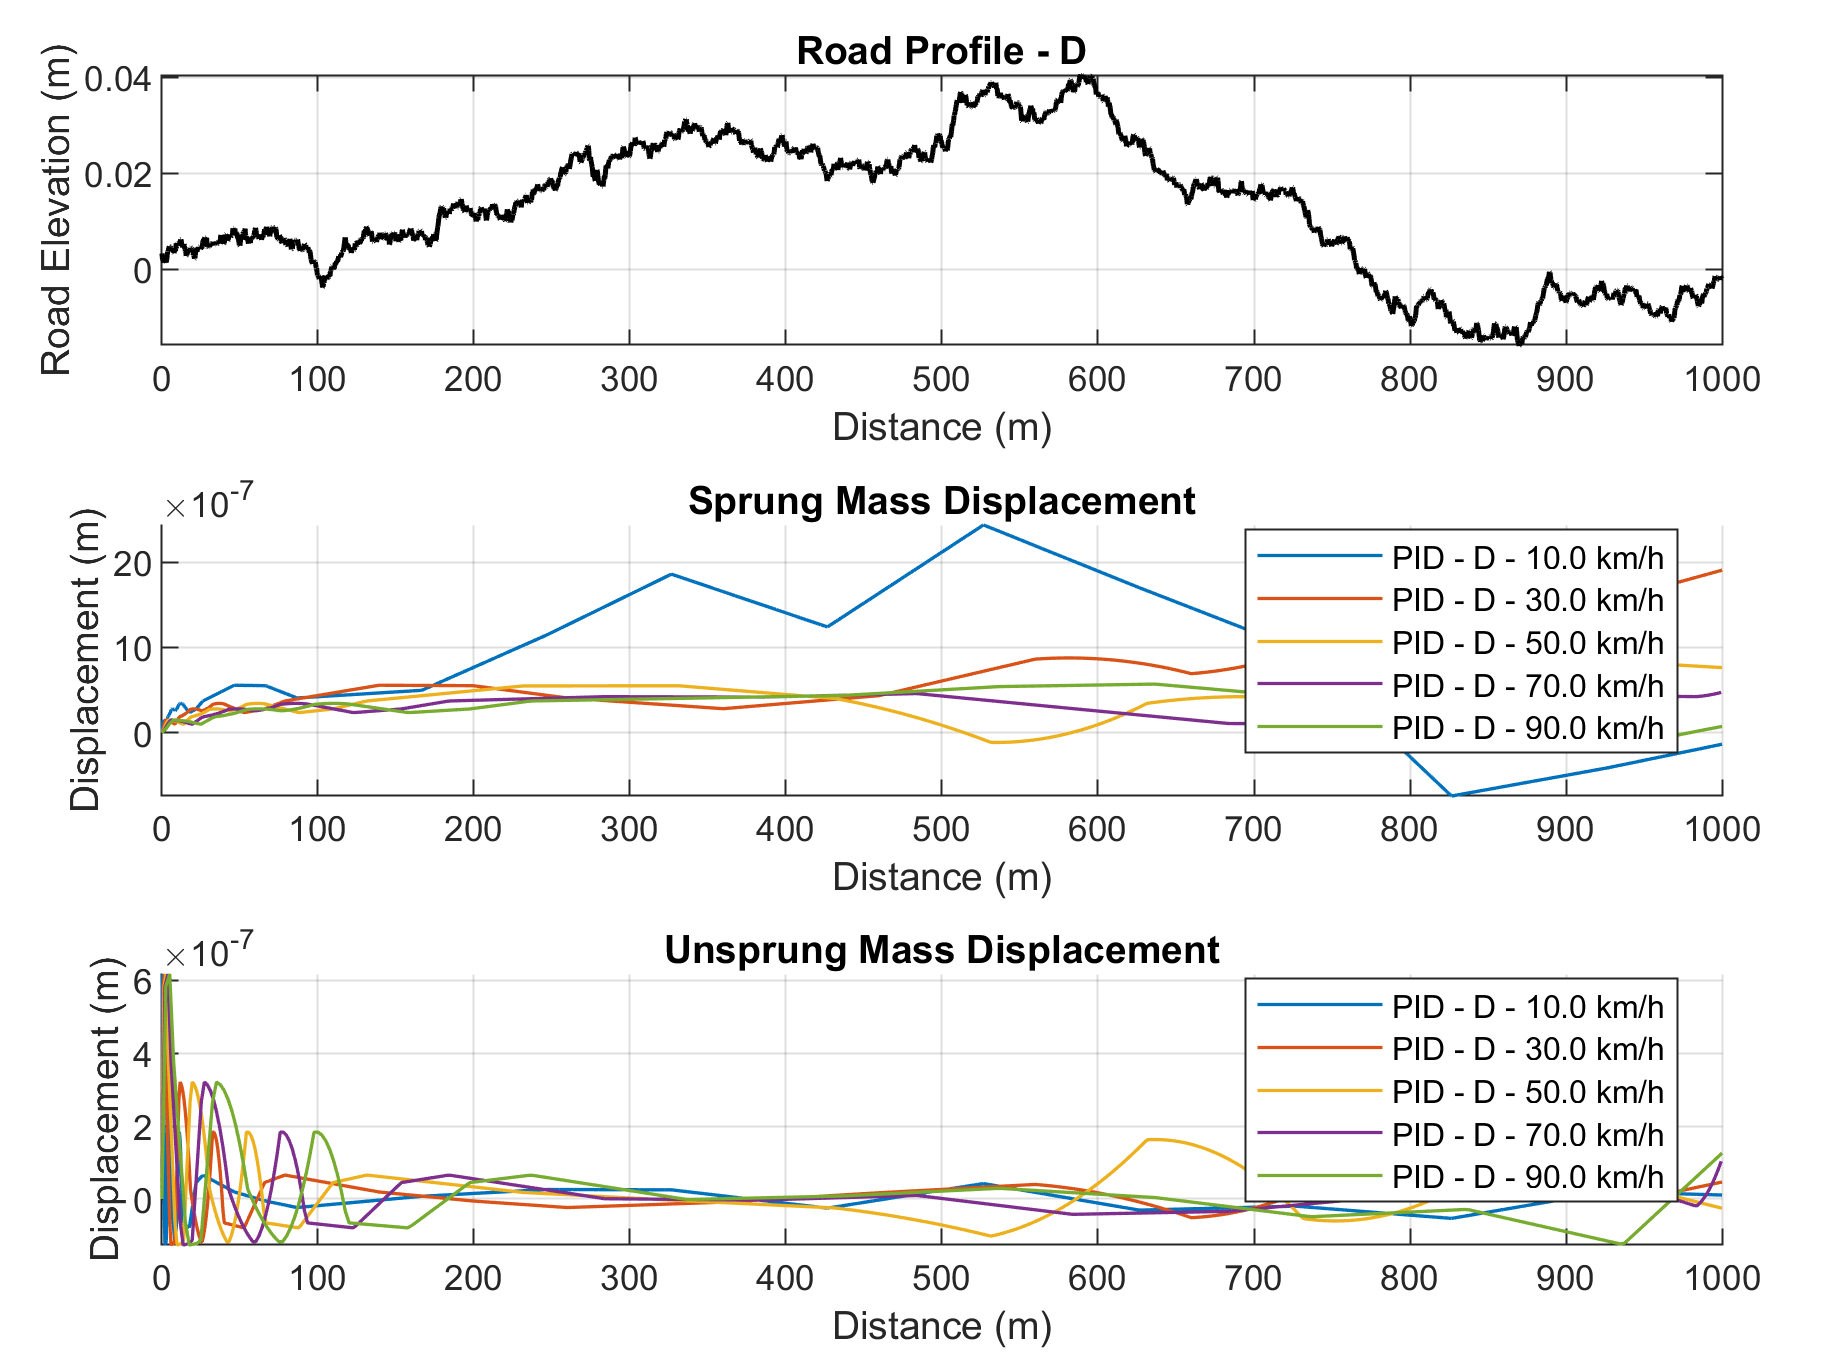 Road Profile - D
Road Elevation (m)
0.04
0.02
0
0 100 200 300 400 500 600 700 800 900 1000
Distance (m)
Sprung Mass Displacement
×10-7
Displacement (m)
20
10
0
PID - D - 10.0 km/h
PID - D - 30.0 km/h
PID - D - 50.0 km/h
PID - D - 70.0 km/h
PID - D - 90.0 km/h
0 100 200 300 400 500 600 700 800 900 1000
Distance (m)
Unsprung Mass Displacement
×10-7
Displacement (m)
6
4
2
0
PID - D - 10.0 km/h
PID - D - 30.0 km/h
PID - D - 50.0 km/h
PID - D - 70.0 km/h
PID - D - 90.0 km/h
0 100 200 300 400 500 600 700 800 900 1000
Distance (m)